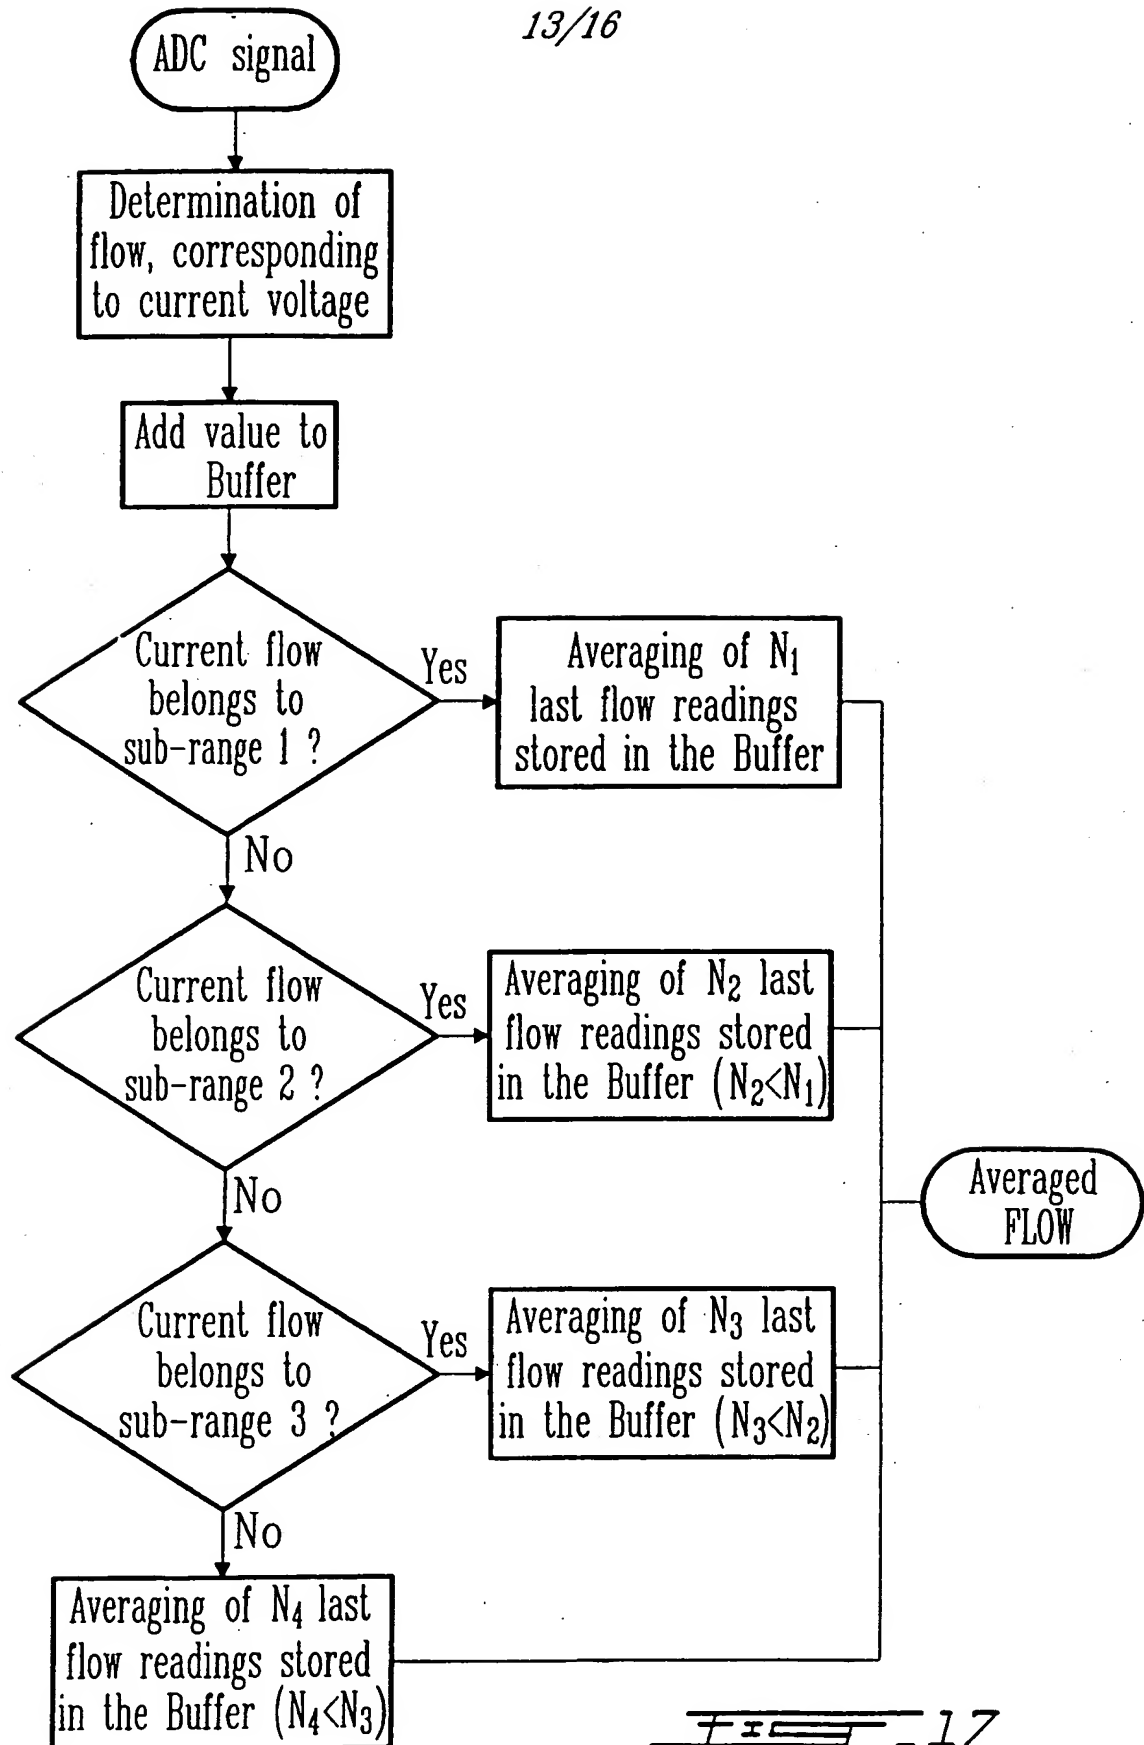 13/16
ADC signal
Determination of
flow, corresponding
to current voltage
Add value to
Buffer
Current flow
belongs to
sub-range 1 ?
Yes
Averaging of N1
last flow readings
stored in the Buffer
No
Current flow
belongs to
sub-range 2 ?
Yes
Averaging of N2 last
flow readings stored
in the Buffer (N2<N1)
No
Averaged
FLOW
Current flow
belongs to
sub-range 3 ?
Yes
Averaging of N3 last
flow readings stored
in the Buffer (N3<N2)
No
Averaging of N4 last
flow readings stored
in the Buffer (N4<N3)
FIG. 17